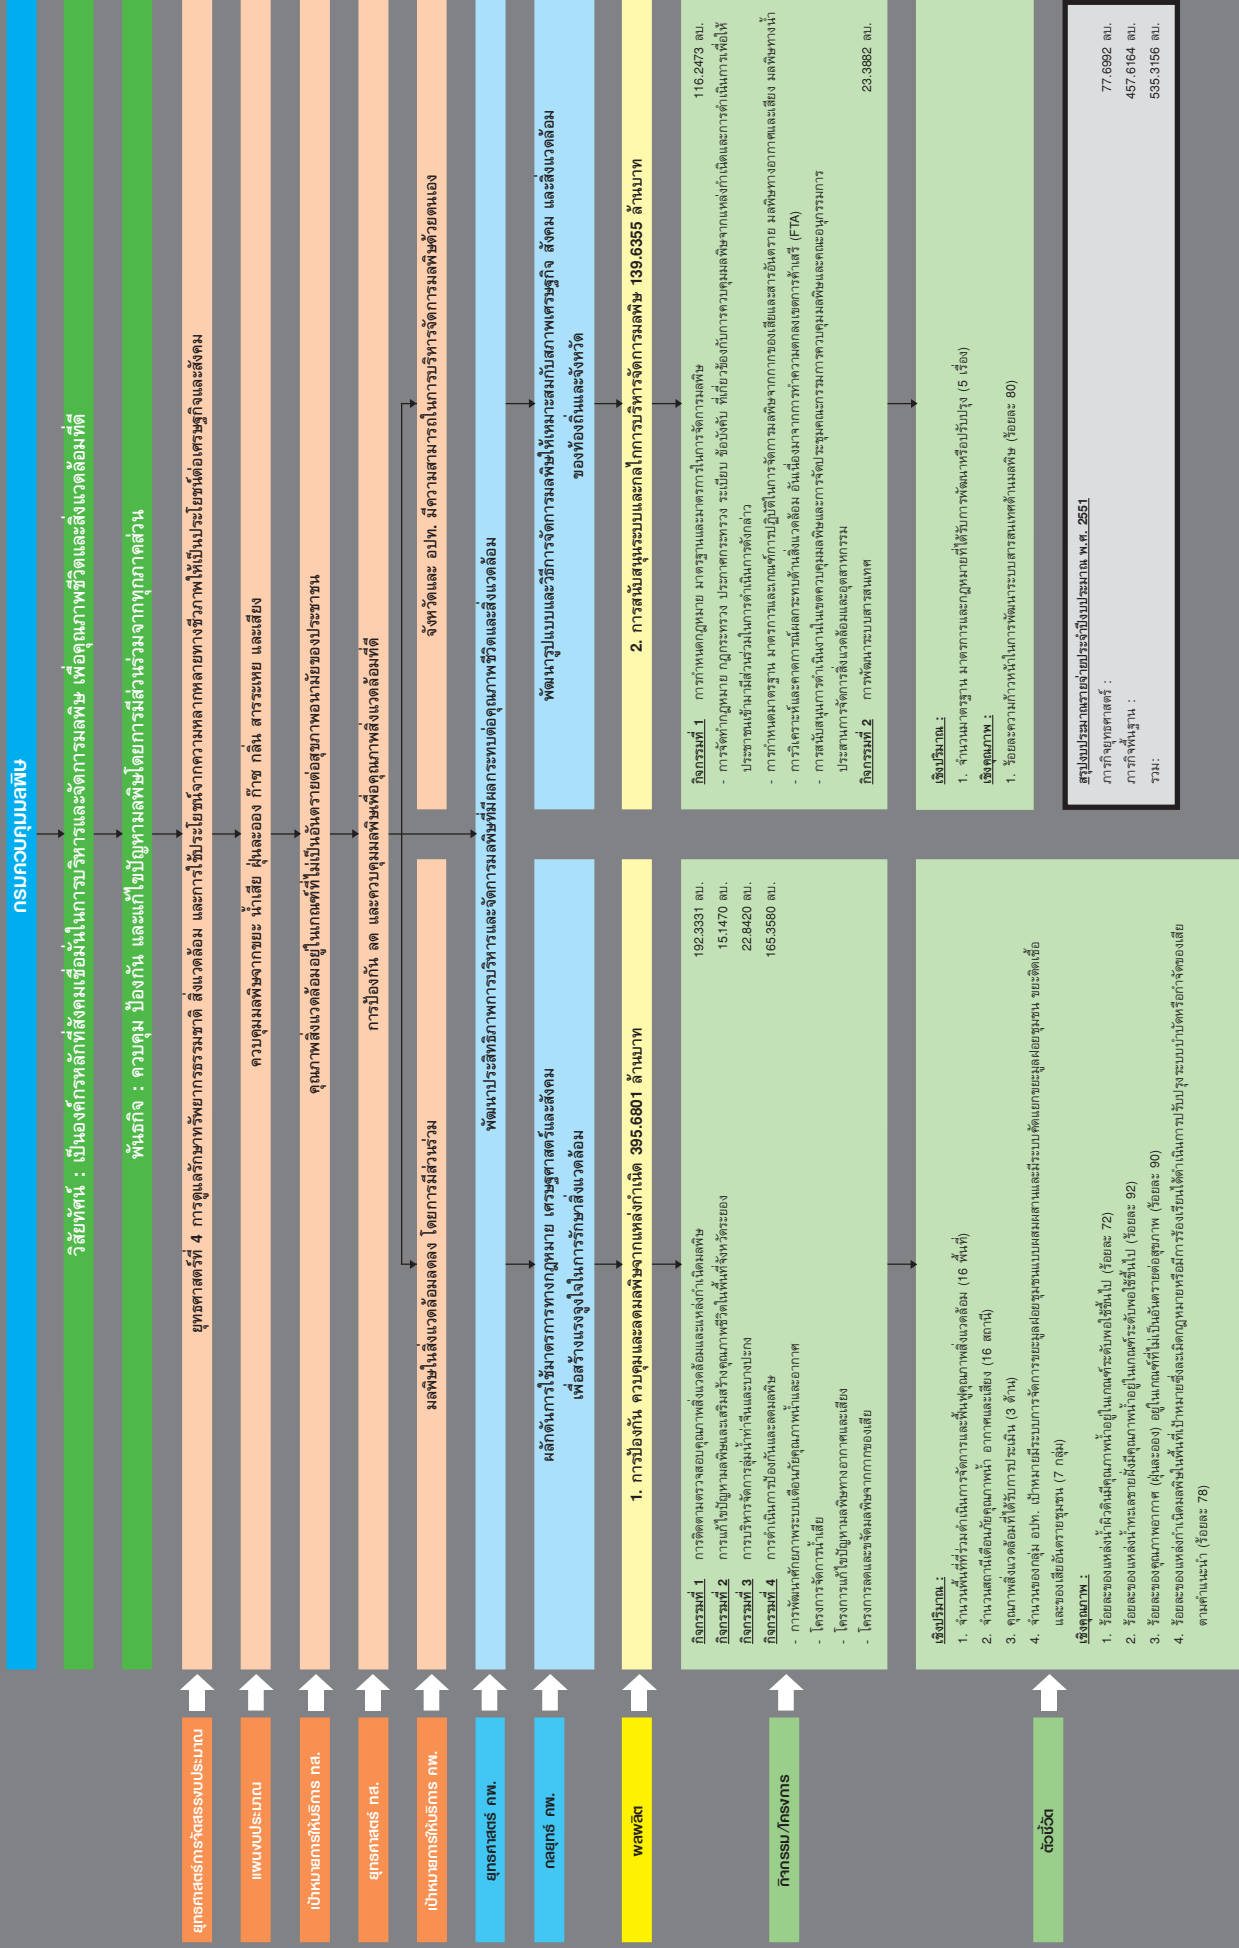 กรมควบคุมมลพิษ
วิสัยทัศน์ : เป็นองค์กรหลักที่สังคมเชื่อมั่นในการบริหารและจัดการมลพิษ เพื่อคุณภาพชีวิตและสิ่งแวดล้อมที่ดี
พันธกิจ : ควบคุม ป้องกัน และแก้ไขปัญหามลพิษโดยการมีส่วนร่วมจากทุกภาคส่วน
ยุทธศาสตร์การจัดสรรงบประมาณ
ยุทธศาสตร์ที่ 4 การดูแลรักษาทรัพยากรธรรมชาติ สิ่งแวดล้อม และการใช้ประโยชน์จากความหลากหลายทางชีวภาพให้เป็นประโยชน์ต่อเศรษฐกิจและสังคม
แผนงบประมาณ
ควบคุมมลพิษจากขยะ น้ำเสีย ฝุ่นละออง ก๊าซ กลิ่น สารระเหย และเสียง
เป้าหมายการให้บริการ ทส.
คุณภาพสิ่งแวดล้อมอยู่ในเกณฑ์ที่ไม่เป็นอันตรายต่อสุขภาพอนามัยของประชาชน
ยุทธศาสตร์ ทส.
การป้องกัน ลด และควบคุมมลพิษเพื่อคุณภาพสิ่งแวดล้อมที่ดี
เป้าหมายการให้บริการ คพ.
มลพิษในสิ่งแวดล้อมลดลง โดยการมีส่วนร่วม
จังหวัดและ อปท. มีความสามารถในการบริหารจัดการมลพิษด้วยตนเอง
ยุทธศาสตร์ คพ.
พัฒนาประสิทธิภาพการบริหารและจัดการมลพิษที่มีผลกระทบต่อคุณภาพชีวิตและสิ่งแวดล้อม
กลยุทธ์ คพ.
ผลักดันการใช้มาตรการทางกฎหมาย เศรษฐศาสตร์และสังคม
เพื่อสร้างแรงจูงใจในการรักษาสิ่งแวดล้อม
พัฒนารูปแบบและวิธีการจัดการมลพิษให้เหมาะสมกับสภาพเศรษฐกิจ สังคม และสิ่งแวดล้อม
ของท้องถิ่นและจังหวัด
ผลผลิต
1. การป้องกัน ควบคุมและลดมลพิษจากแหล่งกำเนิด 395.6801 ล้านบาท
2. การสนับสนุนระบบและกลไกการบริหารจัดการมลพิษ 139.6355 ล้านบาท
กิจกรรม/โครงการ
กิจกรรมที่ 1 การติดตามตรวจสอบคุณภาพสิ่งแวดล้อมและแหล่งกำเนิดมลพิษ 192.3331 ลบ.
กิจกรรมที่ 2 การแก้ไขปัญหามลพิษและเสริมสร้างคุณภาพชีวิตในพื้นที่จังหวัดระยอง 15.1470 ลบ.
กิจกรรมที่ 3 การบริหารจัดการลุ่มน้ำท่าจีนและบางปะกง 22.8420 ลบ.
กิจกรรมที่ 4 การดำเนินการป้องกันและลดมลพิษ 165.3580 ลบ.
- การพัฒนาศักยภาพระบบเตือนภัยคุณภาพน้ำและอากาศ
- โครงการจัดการน้ำเสีย
- โครงการแก้ไขปัญหามลพิษทางอากาศและเสียง
- โครงการลดและขจัดมลพิษจากกากของเสีย
กิจกรรมที่ 1 การกำหนดกฎหมาย มาตรฐานและมาตรการในการจัดการมลพิษ 116.2473 ลบ.
- การจัดทำกฎหมาย กฎกระทรวง ประกาศกระทรวง ระเบียบ ข้อบังคับ ที่เกี่ยวข้องกับการควบคุมมลพิษจากแหล่งกำเนิดและการดำเนินการเพื่อให้
ประชาชนเข้ามามีส่วนร่วมในการดำเนินการดังกล่าว
- การกำหนดมาตรฐาน มาตรการและเกณฑ์การปฏิบัติในการจัดการมลพิษจากกากของเสียและสารอันตราย มลพิษทางอากาศและเสียง มลพิษทางน้ำ
- การวิเคราะห์และคาดการณ์ผลกระทบด้านสิ่งแวดล้อม อันเนื่องมาจากการทำความตกลงเขตการค้าเสรี (FTA)
- การสนับสนุนการดำเนินงานในเขตควบคุมมลพิษและการจัดประชุมคณะกรรมการควบคุมมลพิษและคณะอนุกรรมการ
ประสานการจัดการสิ่งแวดล้อมและอุตสาหกรรม
กิจกรรมที่ 2 การพัฒนาระบบสารสนเทศ 23.3882 ลบ.
ตัวชี้วัด
เชิงปริมาณ :
1. จำนวนพื้นที่ที่ร่วมดำเนินการจัดการและฟื้นฟูคุณภาพสิ่งแวดล้อม (16 พื้นที่)
2. จำนวนสถานีเตือนภัยคุณภาพน้ำ อากาศและเสียง (16 สถานี)
3. คุณภาพสิ่งแวดล้อมที่ได้รับการประเมิน (3 ด้าน)
4. จำนวนของกลุ่ม อปท. เป้าหมายมีระบบการจัดการขยะมูลฝอยชุมชนแบบผสมผสานและมีระบบคัดแยกขยะมูลฝอยชุมชน ขยะติดเชื้อ
และของเสียอันตรายชุมชน (7 กลุ่ม)
เชิงคุณภาพ :
1. ร้อยละของแหล่งน้ำผิวดินมีคุณภาพน้ำอยู่ในเกณฑ์ระดับพอใช้ขึ้นไป (ร้อยละ 72)
2. ร้อยละของแหล่งน้ำทะเลชายฝั่งมีคุณภาพน้ำอยู่ในเกณฑ์ระดับพอใช้ขึ้นไป (ร้อยละ 92)
3. ร้อยละของคุณภาพอากาศ (ฝุ่นละออง) อยู่ในเกณฑ์ที่ไม่เป็นอันตรายต่อสุขภาพ (ร้อยละ 90)
4. ร้อยละของแหล่งกำเนิดมลพิษในพื้นที่เป้าหมายซึ่งละเมิดกฎหมายหรือมีการร้องเรียนได้ดำเนินการปรับปรุงระบบบำบัดหรือกำจัดของเสีย
ตามคำแนะนำ (ร้อยละ 78)
เชิงปริมาณ :
1. จำนวนมาตรฐาน มาตรการและกฎหมายที่ได้รับการพัฒนาหรือปรับปรุง (5 เรื่อง)
เชิงคุณภาพ :
1. ร้อยละความก้าวหน้าในการพัฒนาระบบสารสนเทศด้านมลพิษ (ร้อยละ 80)
สรุปงบประมาณรายจ่ายประจำปีงบประมาณ พ.ศ. 2551
ภารกิจยุทธศาสตร์ : 77.6992 ลบ.
ภารกิจพื้นฐาน : 457.6164 ลบ.
รวม: 535.3156 ลบ.